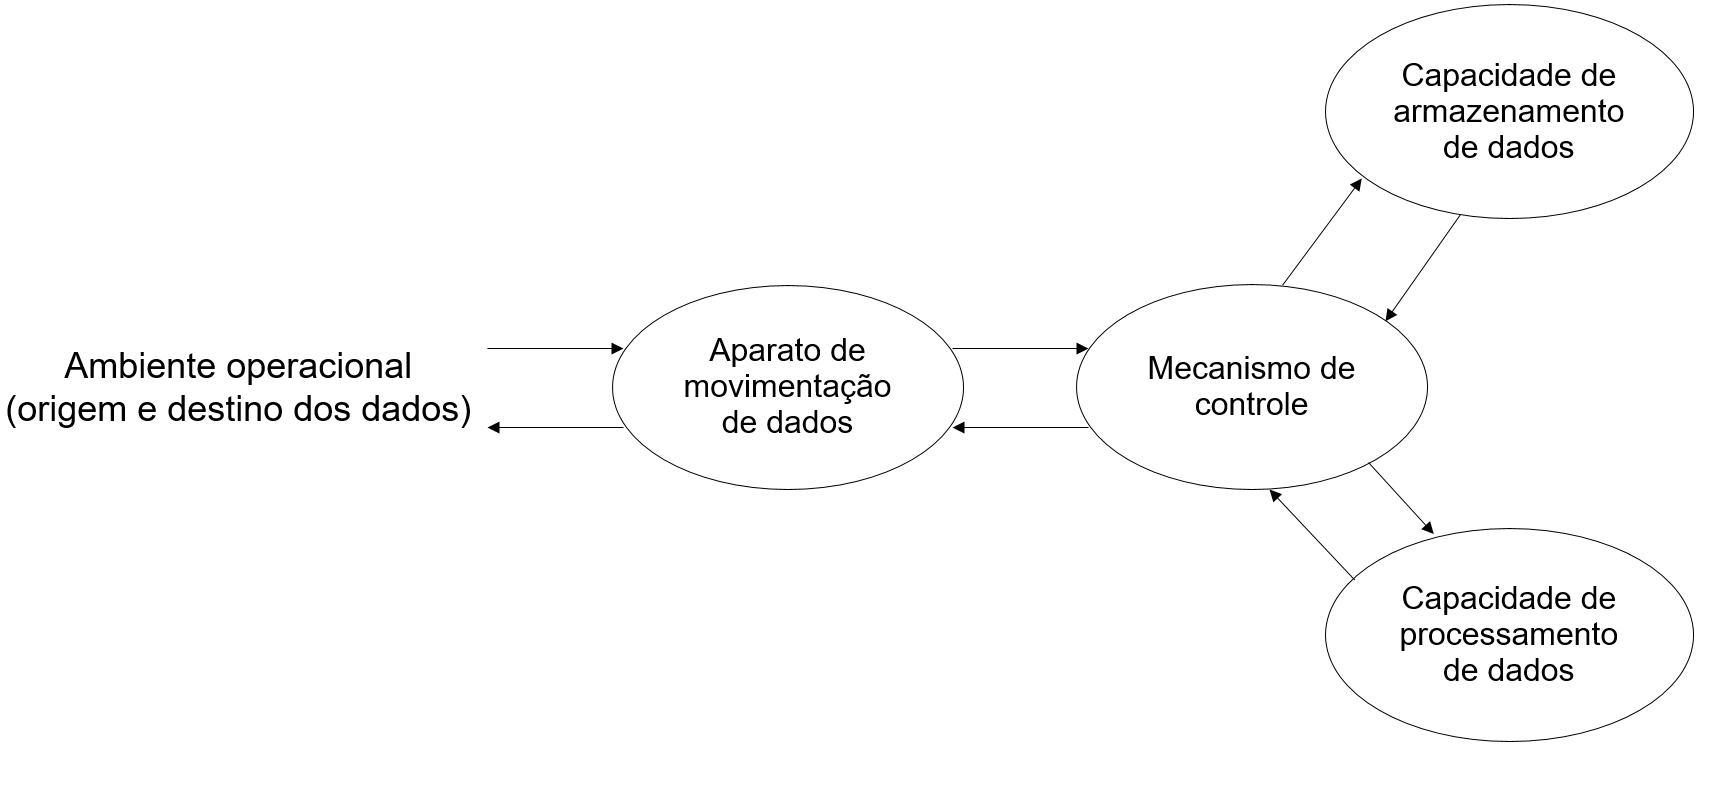 Capacidade de
armazenamento
de dados
Ambiente operacional
(origem e destino dos dados)
Aparato de
movimentação
de dados
Mecanismo de
controle
Capacidade de
processamento
de dados